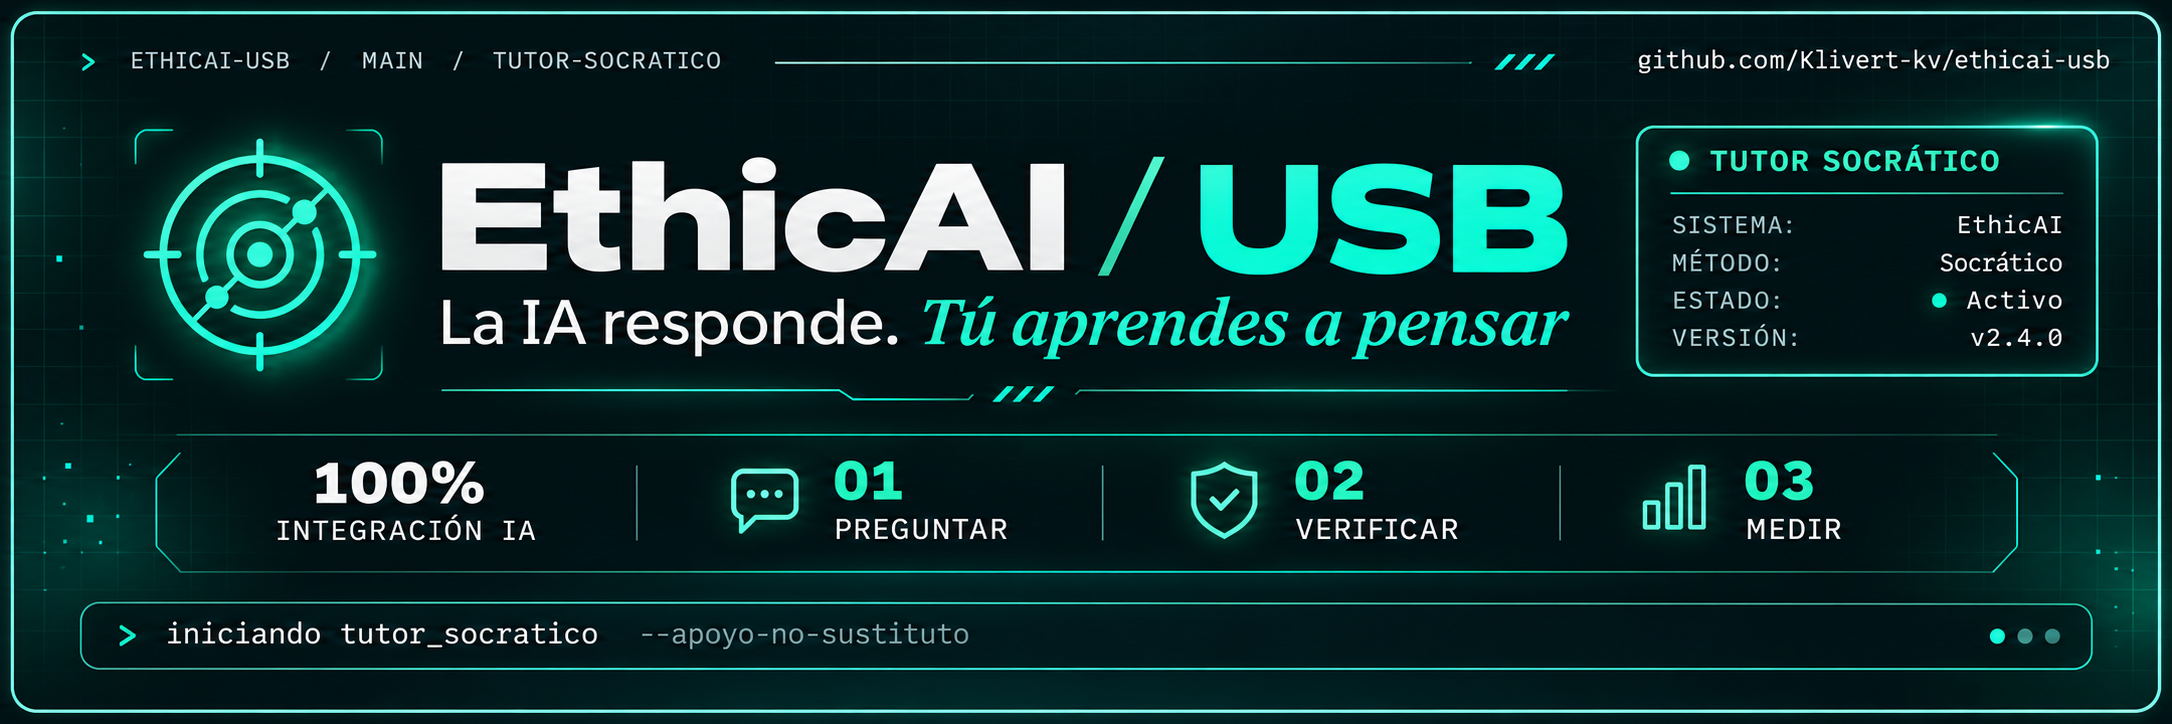 > ETHICAI-USB / MAIN / TUTOR-SOCRATICO
github.com/Klivert-kv/ethicai-usb
EthicAI / USB
La IA responde. Tú aprendes a pensar
TUTOR SOCRÁTICO
SISTEMA: EthicAI
MÉTODO: Socrático
ESTADO: Activo
VERSIÓN: v2.4.0
100%
INTEGRACIÓN IA
01
PREGUNTAR
02
VERIFICAR
03
MEDIR
> iniciando tutor_socratico --apoyo-no-sustituto